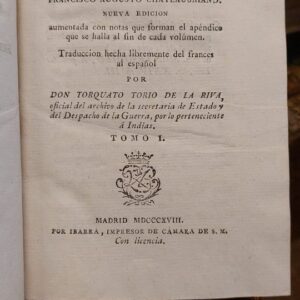 FRANCISCO AUGUSTO CHATEAUBRIAND.
NUEVA EDICION
aumentada con notas que forman el apéndice
que se halla al fin de cada volúmen.
Traduccion hecha libremente del frances
al español
POR
DON TORQUATO TORIO DE LA RIVA,
oficial del archivo de la secretaría de Estado y
del Despacho de la Guerra, por lo perteneciente
á Indias.
TOMO I.
MADRID MDCCCXVIII.
POR IBARRA, IMPRESOR DE CÁMARA DE S. M.
Con licencia.